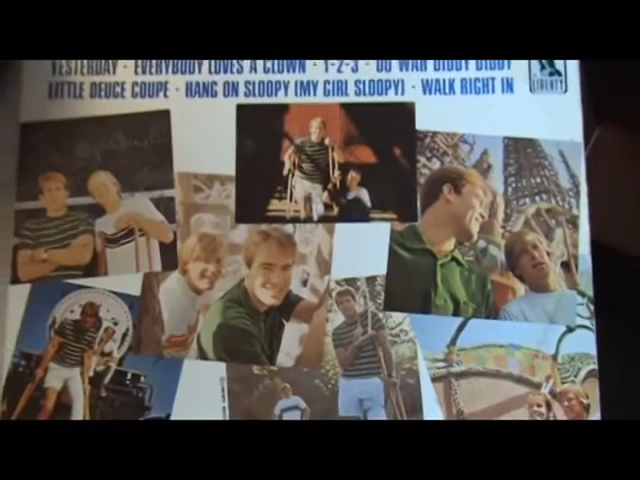 YESTERDAY · EVERYBODY LOVES A CLOWN · 1-2-3 · DO WAH DIDDY DIDDY
LITTLE DEUCE COUPE · HANG ON SLOOPY (MY GIRL SLOOPY) · WALK RIGHT IN
LIBERTY